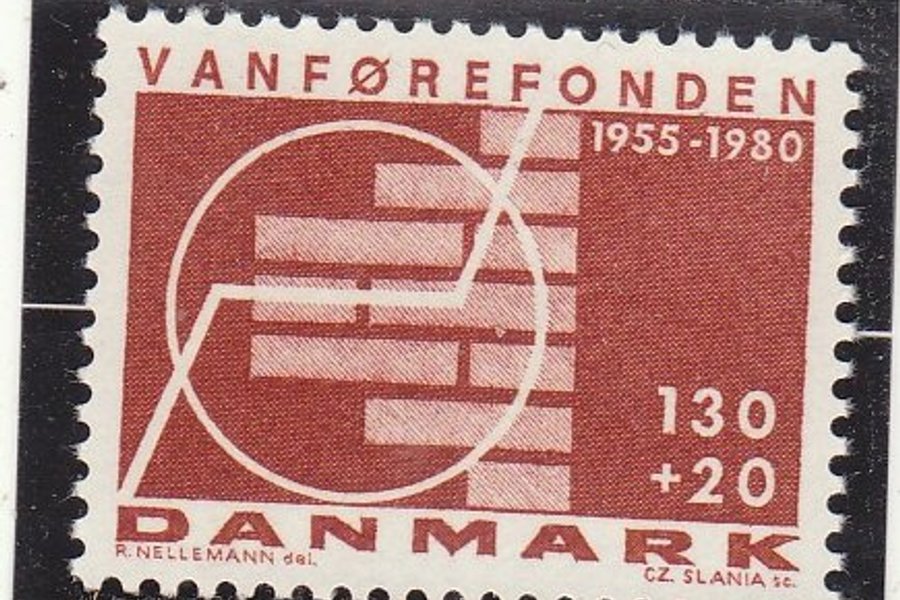 VANFØREFONDEN
1955-1980
130
+20
DANMARK
R. NELLEMANN del.
CZ. SLANIA sc.